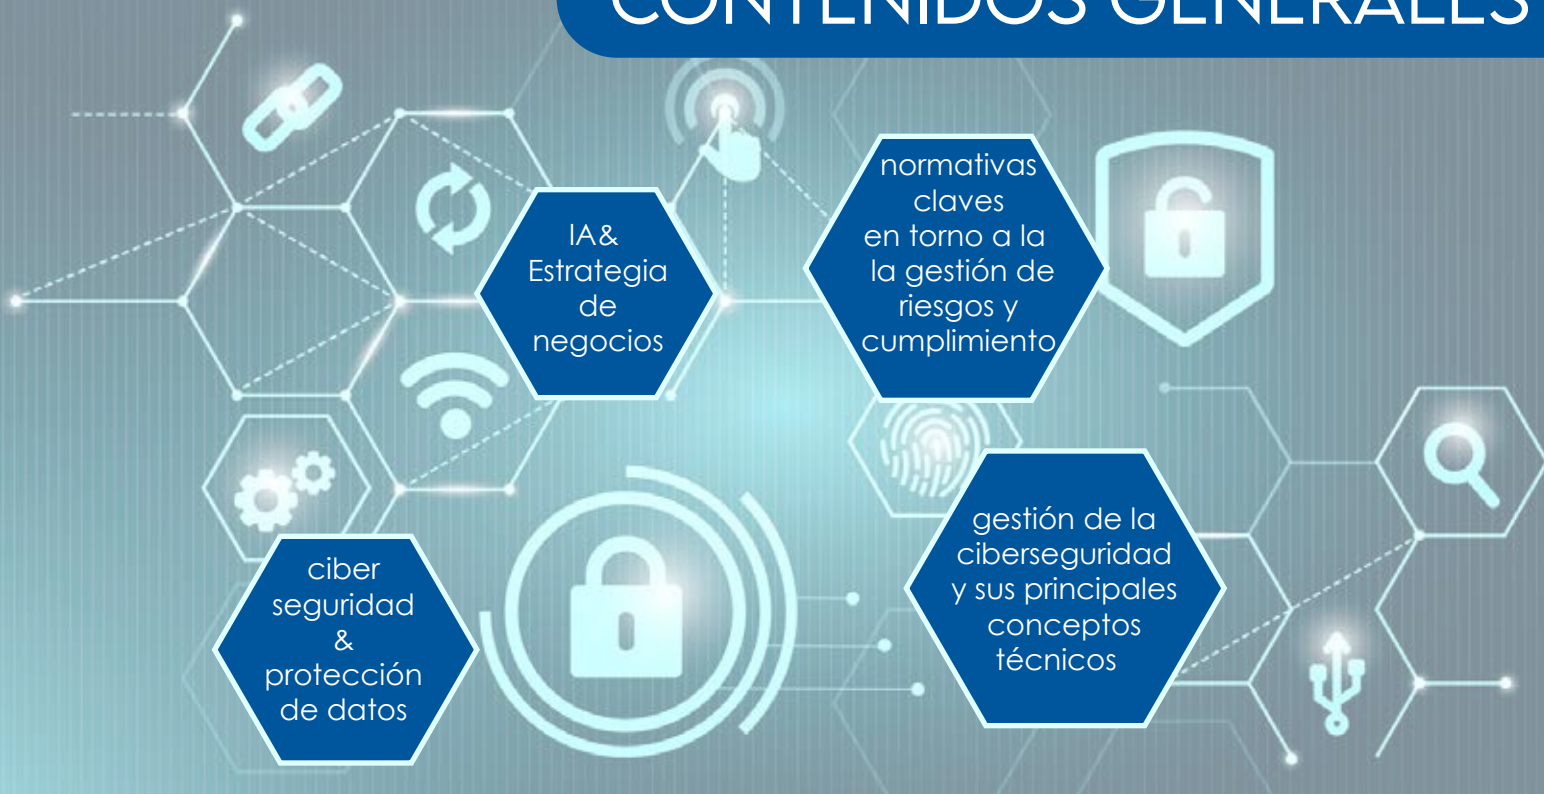 CONTENIDOS GENERALES
IA&
Estrategia
de
negocios
normativas
claves
en torno a la
la gestión de
riesgos y
cumplimiento
ciber
seguridad
&
protección
de datos
gestión de la
ciberseguridad
y sus principales
conceptos
técnicos